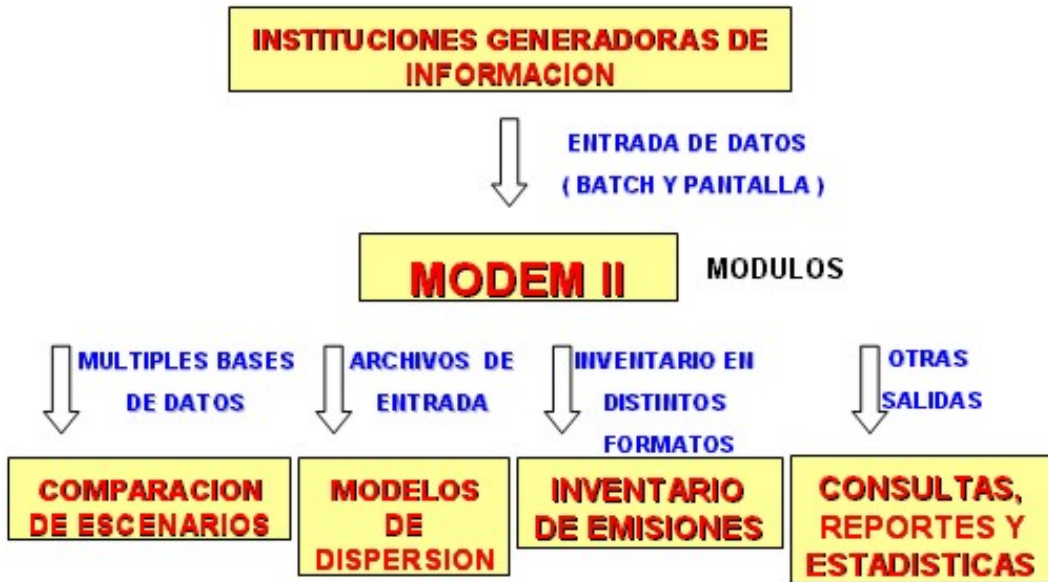 INSTITUCIONES GENERADORAS DE
INFORMACION
ENTRADA DE DATOS
( BATCH Y PANTALLA )
MODEM II
MODULOS
MULTIPLES BASES
DE DATOS
ARCHIVOS DE
ENTRADA
INVENTARIO EN
DISTINTOS
FORMATOS
OTRAS
SALIDAS
COMPARACION
DE ESCENARIOS
MODELOS
DE
DISPERSION
INVENTARIO
DE EMISIONES
CONSULTAS,
REPORTES Y
ESTADISTICAS